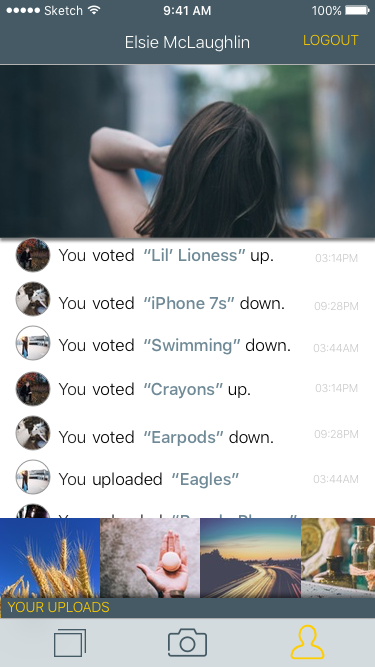 Sketch 9:41 AM 100%
Elsie McLaughlin LOGOUT
You voted “Lil’ Lioness” up. 03:14PM
You voted “iPhone 7s” down. 09:28PM
You voted “Swimming” down. 03:44AM
You voted “Crayons” up. 03:14PM
You voted “Earpods” down. 09:28PM
You uploaded “Eagles” 03:44AM
YOUR UPLOADS